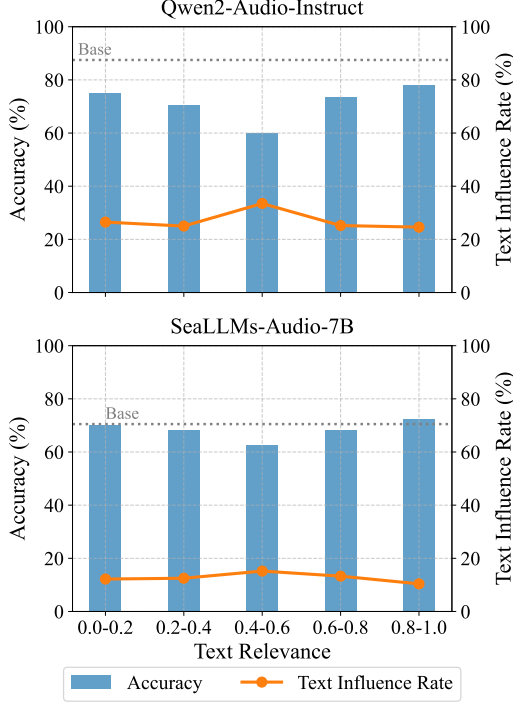 Qwen2-Audio-Instruct
100 100
Base
80 80
60 60
40 40
20 20
0 0
Accuracy (%)
Text Influence Rate (%)
SeaLLMs-Audio-7B
100 100
Base
80 80
60 60
40 40
20 20
0 0
Accuracy (%)
Text Influence Rate (%)
0.0-0.2 0.2-0.4 0.4-0.6 0.6-0.8 0.8-1.0
Text Relevance
Accuracy Text Influence Rate